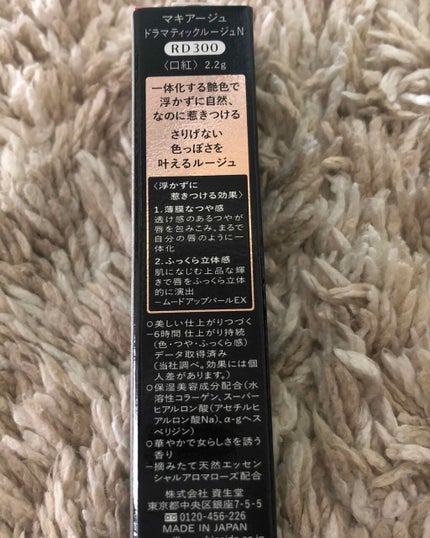 マキアージュ
ドラマティックルージュN
RD300
〈口紅〉 2.2g
一体化する艶色で
浮かずに自然、
なのに惹きつける
さりげない
色っぽさを
叶えるルージュ
〈浮かずに
惹きつける効果〉
1.薄膜なつや感
透け感のあるつやが
唇を包みこみ、まるで
自分の唇のように一
体化
2.ふっくら立体感
肌になじむ上品な輝
きで唇をふっくら立体
的に演出
−ムードアップパールEX
○美しい仕上がりつづく
−6時間 仕上がり持続
(色・つや・ふっくら感)
データ取得済み
(当社調べ。効果には個
人差があります。)
○保湿美容成分配合(水
溶性コラーゲン、スーパー
ヒアルロン酸(アセチルヒ
アルロン酸Na)、α-gヘス
ペリジン)
○華やかで女らしさを誘う
香り
−摘みたて天然エッセン
シャルアロマローズ配合
株式会社 資生堂
東京都中央区銀座7-5-5
0120-456-226
MADE IN JAPAN